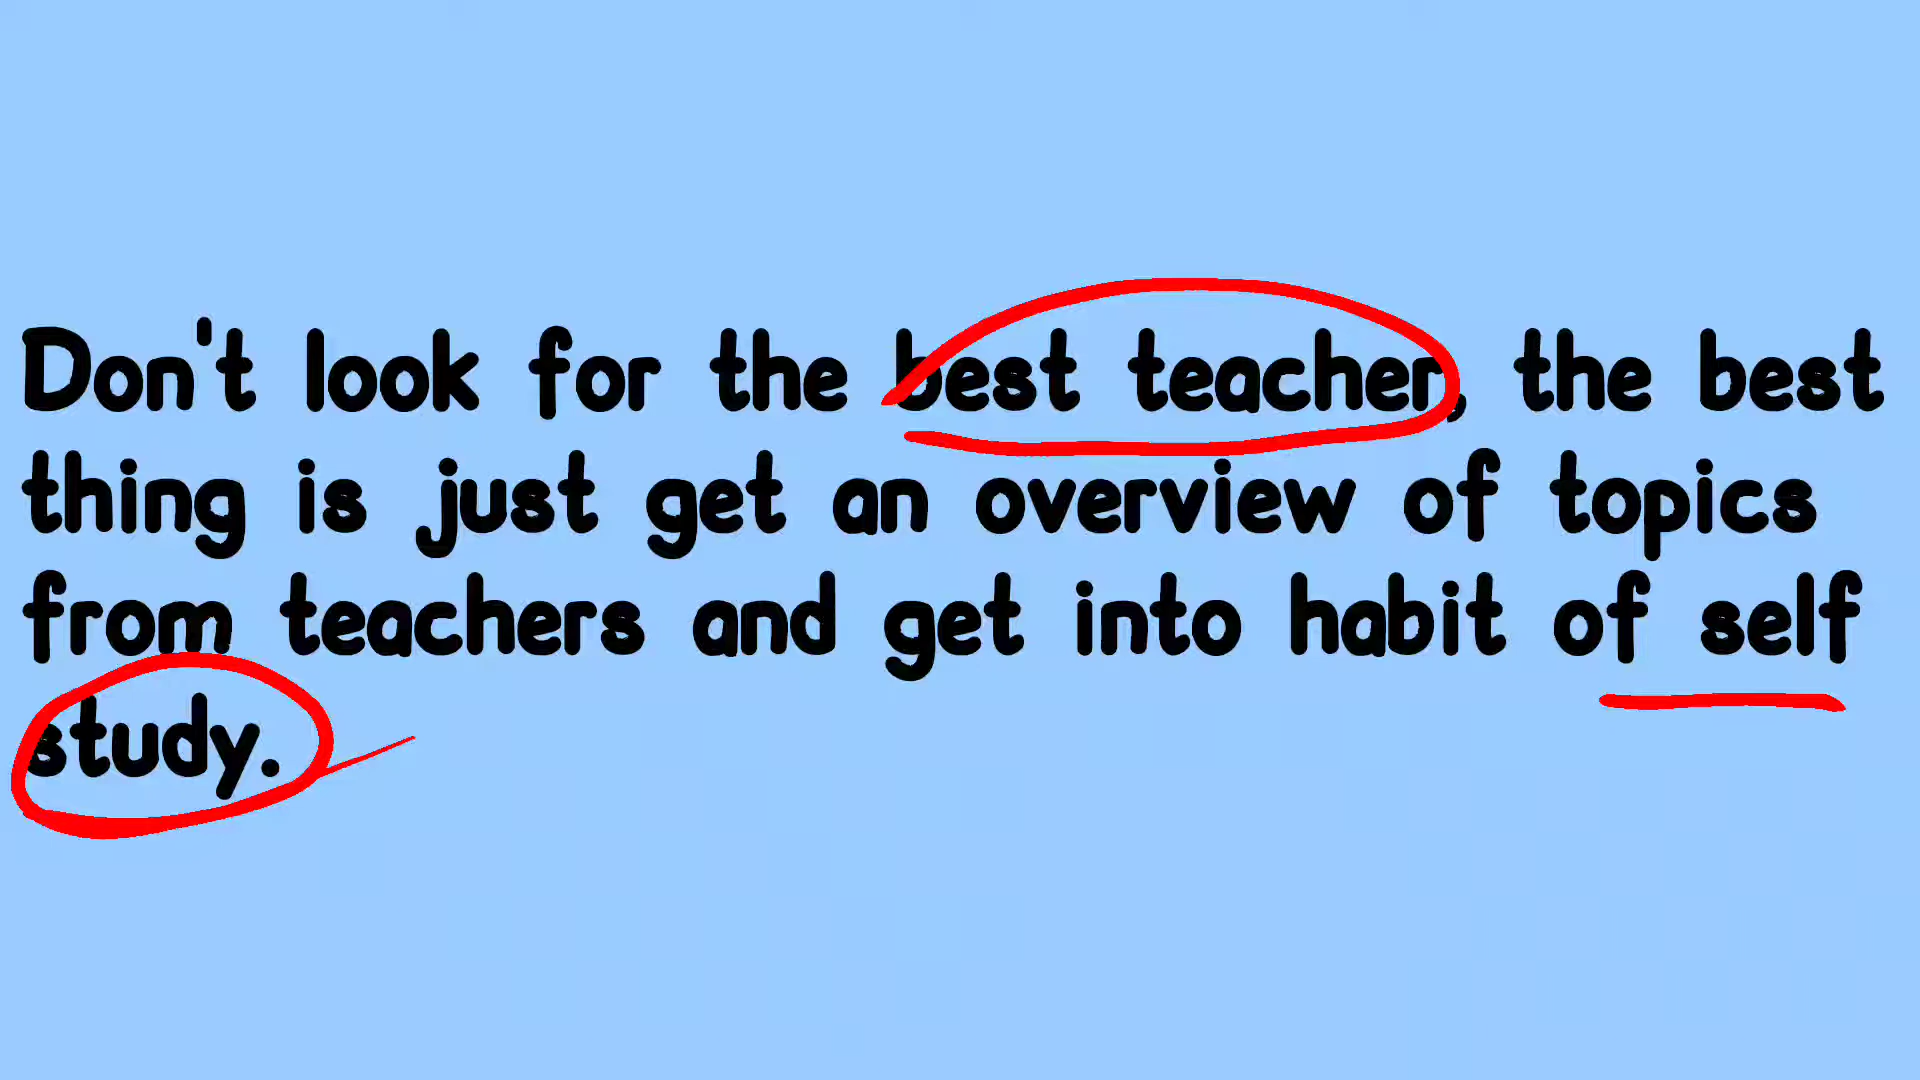 Don't look for the best teacher, the best
thing is just get an overview of topics
from teachers and get into habit of self
study.